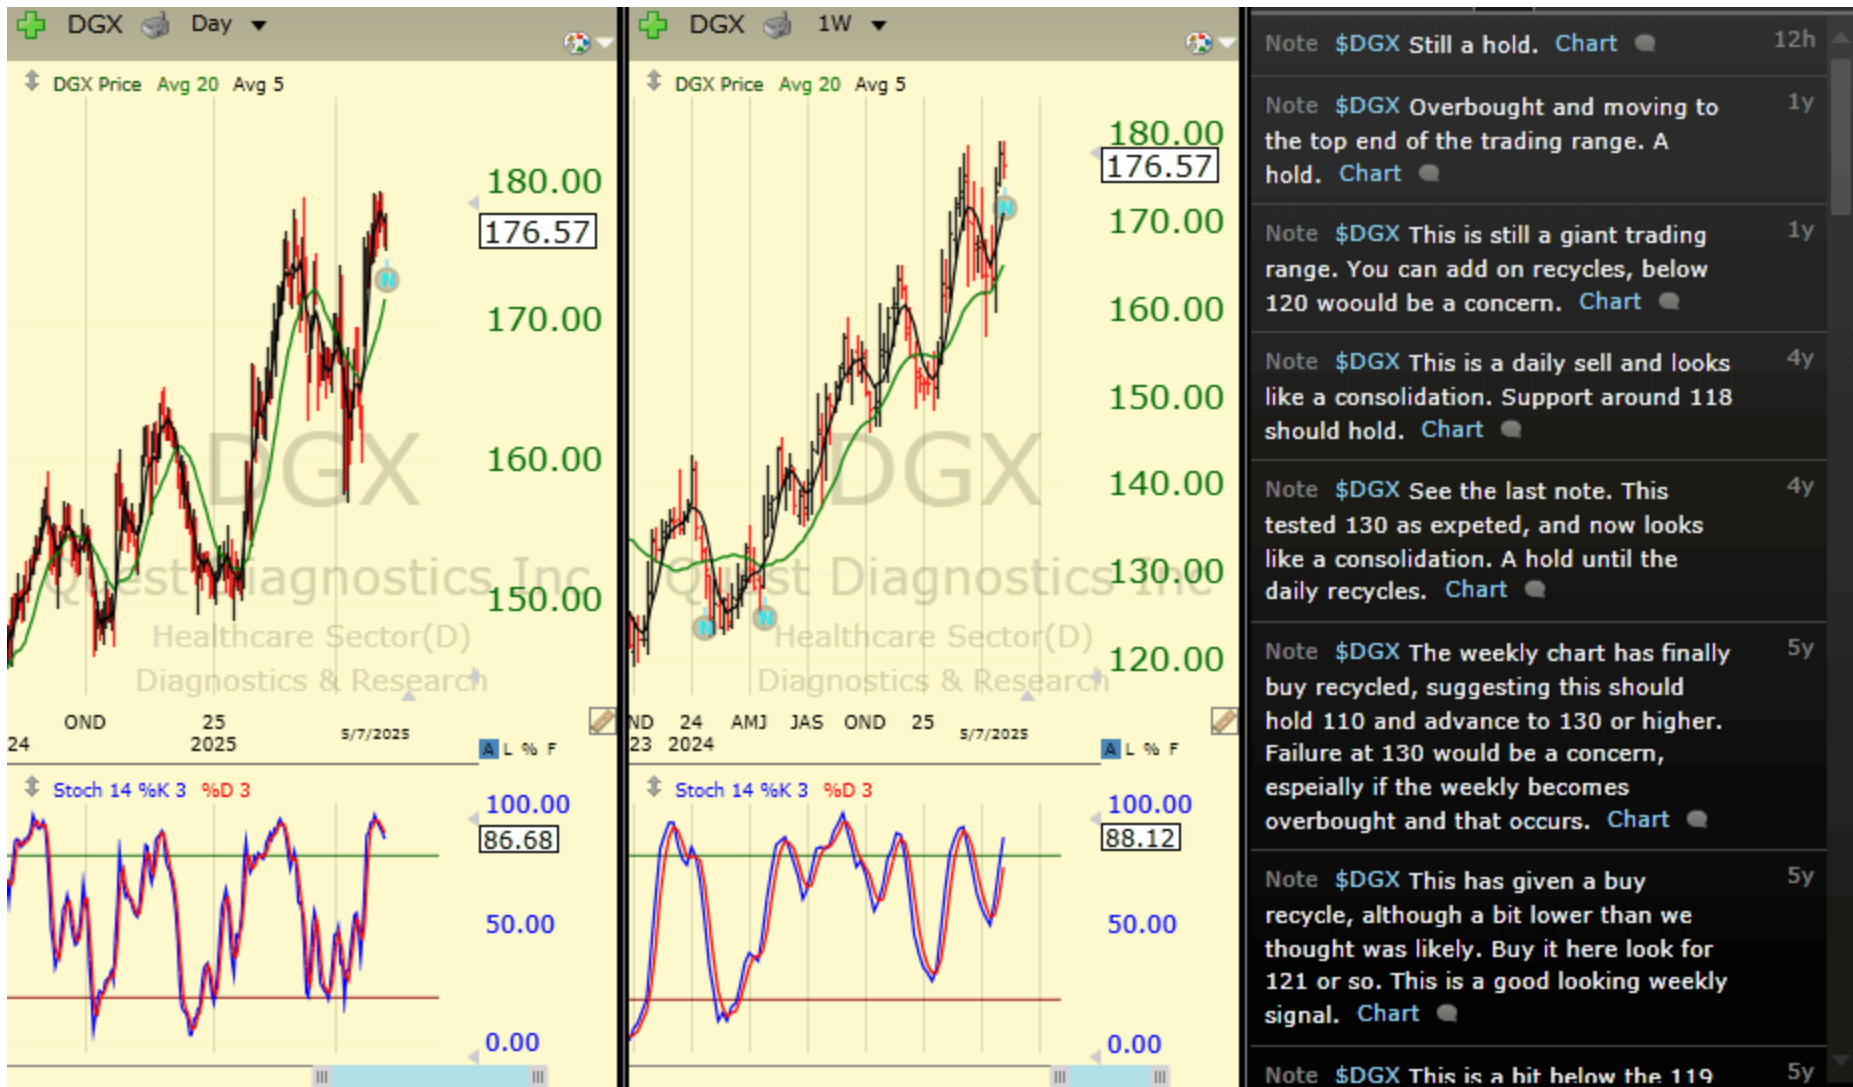 DGX Day
DGX Price Avg 20 Avg 5
180.00
176.57
170.00
160.00
150.00
DGX
Quest Diagnostics Inc
Healthcare Sector(D)
Diagnostics & Research
N
OND 25 5/7/2025
24 2025
A L % F
Stoch 14 %K 3 %D 3
100.00
86.68
50.00
0.00
DGX 1W
DGX Price Avg 20 Avg 5
180.00
176.57
170.00
160.00
150.00
140.00
130.00
120.00
DGX
Quest Diagnostics Inc
Healthcare Sector(D)
Diagnostics & Research
N
N
N
ND 24 AMJ JAS OND 25 5/7/2025
23 2024
A L % F
Stoch 14 %K 3 %D 3
100.00
88.12
50.00
0.00
Note $DGX Still a hold. Chart 12h
Note $DGX Overbought and moving to 1y
the top end of the trading range. A
hold. Chart
Note $DGX This is still a giant trading 1y
range. You can add on recycles, below
120 woould be a concern. Chart
Note $DGX This is a daily sell and looks 4y
like a consolidation. Support around 118
should hold. Chart
Note $DGX See the last note. This 4y
tested 130 as expeted, and now looks
like a consolidation. A hold until the
daily recycles. Chart
Note $DGX The weekly chart has finally 5y
buy recycled, suggesting this should
hold 110 and advance to 130 or higher.
Failure at 130 would be a concern,
espeially if the weekly becomes
overbought and that occurs. Chart
Note $DGX This has given a buy 5y
recycle, although a bit lower than we
thought was likely. Buy it here look for
121 or so. This is a good looking weekly
signal. Chart
Note $DGX This is a bit below the 119 5y